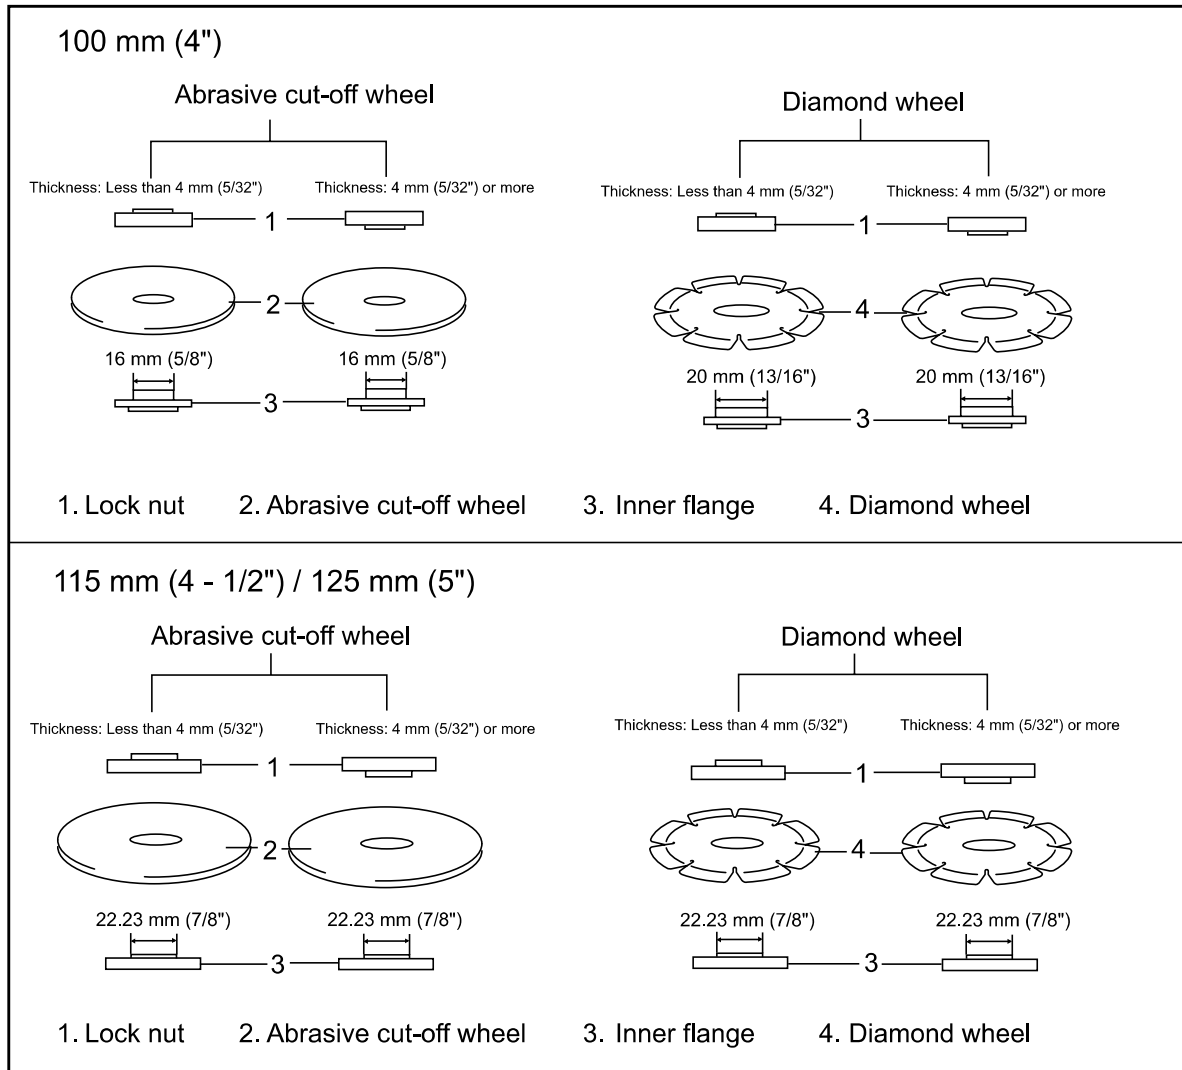 100 mm (4")
Abrasive cut-off wheel
Diamond wheel
Thickness: Less than 4 mm (5/32")
Thickness: 4 mm (5/32") or more
Thickness: Less than 4 mm (5/32")
Thickness: 4 mm (5/32") or more
1
1
2
4
16 mm (5/8")
16 mm (5/8")
20 mm (13/16")
20 mm (13/16")
3
3
1. Lock nut 2. Abrasive cut-off wheel 3. Inner flange 4. Diamond wheel
115 mm (4 - 1/2") / 125 mm (5")
Abrasive cut-off wheel
Diamond wheel
Thickness: Less than 4 mm (5/32")
Thickness: 4 mm (5/32") or more
Thickness: Less than 4 mm (5/32")
Thickness: 4 mm (5/32") or more
1
1
2
4
22.23 mm (7/8")
22.23 mm (7/8")
22.23 mm (7/8")
22.23 mm (7/8")
3
3
1. Lock nut 2. Abrasive cut-off wheel 3. Inner flange 4. Diamond wheel